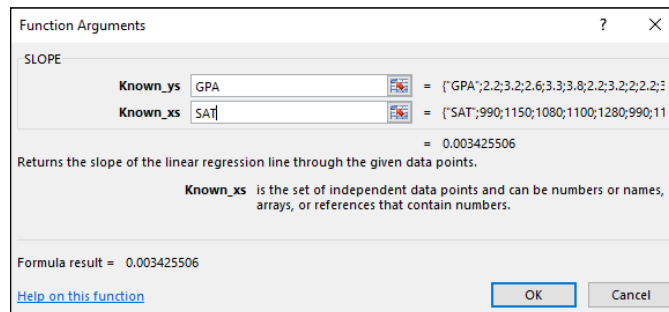 Function Arguments ? ×
SLOPE
Known_ys GPA = {"GPA";2.2;3.2;2.6;3.3;3.8;2.2;3.2;2;2.2;3
Known_xs SAT = {"SAT";990;1150;1080;1100;1280;990;11
= 0.003425506
Returns the slope of the linear regression line through the given data points.
Known_xs is the set of independent data points and can be numbers or names,
arrays, or references that contain numbers.
Formula result = 0.003425506
Help on this function OK Cancel